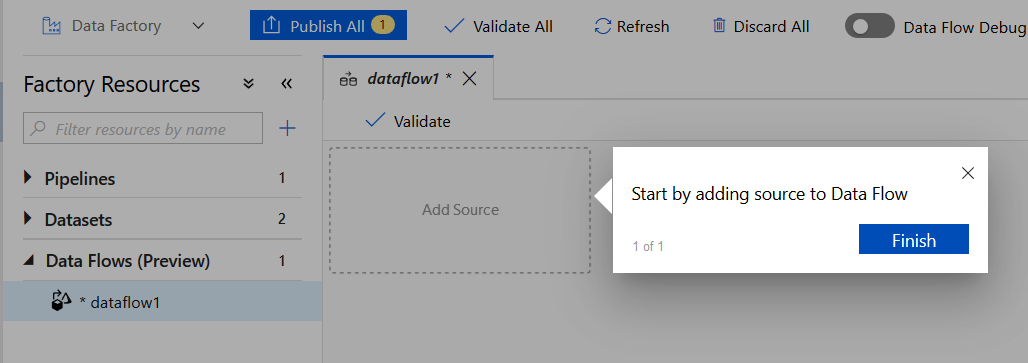 Data Factory
Publish All 1
Validate All
Refresh
Discard All
Data Flow Debug
Factory Resources
dataflow1 *
Filter resources by name
Validate
Pipelines 1
Datasets 2
Data Flows (Preview) 1
* dataflow1
Add Source
Start by adding source to Data Flow
1 of 1
Finish